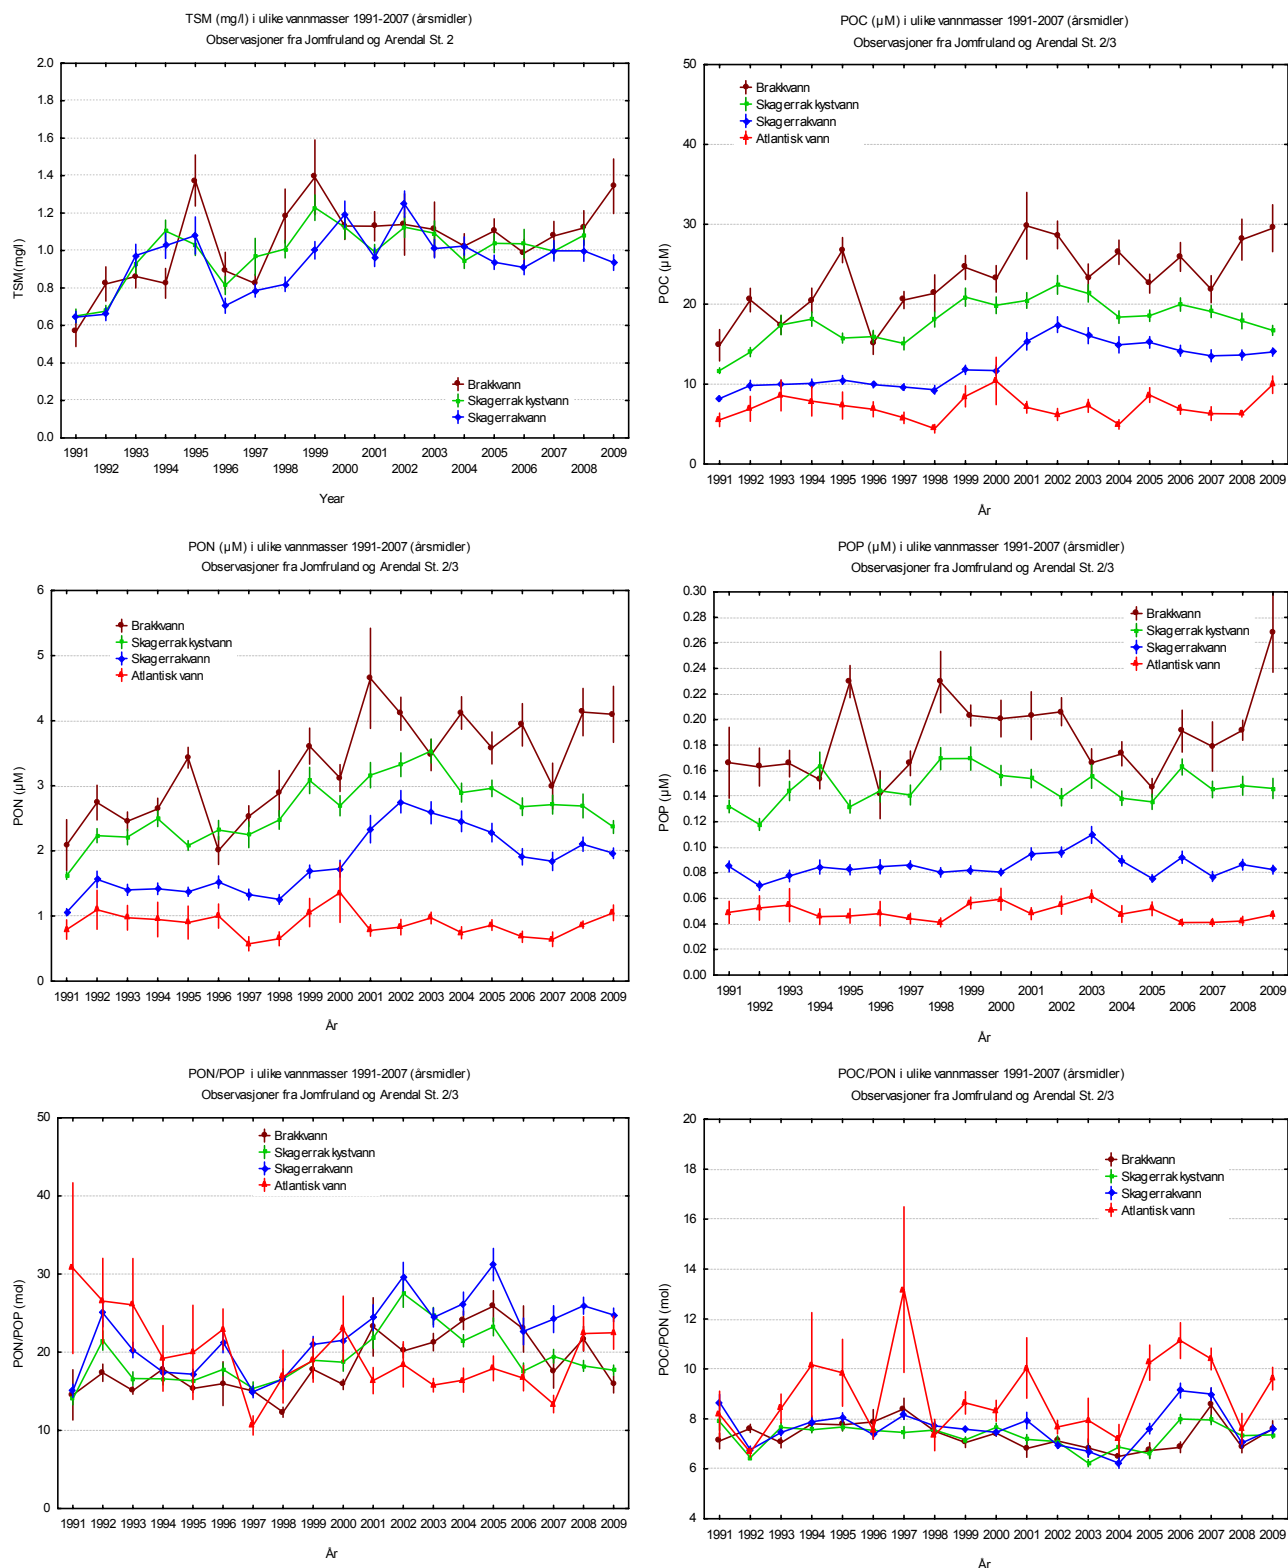 TSM (mg/l) i ulike vannmasser 1991-2007 (årsmidler)
Observasjoner fra Jomfruland og Arendal St. 2
2.0
1.8
1.6
1.4
1.2
1.0
0.8
0.6
0.4
0.2
0.0
TSM(mg/l)
Brakkvann
Skagerrak kystvann
Skagerrakvann
1991 1993 1995 1997 1999 2001 2003 2005 2007 2009
1992 1994 1996 1998 2000 2002 2004 2006 2008
Year
POC (µM) i ulike vannmasser 1991-2007 (årsmidler)
Observasjoner fra Jomfruland og Arendal St. 2/3
50
40
30
20
10
0
POC (µM)
Brakkvann
Skagerrak kystvann
Skagerrakvann
Atlantisk vann
1991 1992 1993 1994 1995 1996 1997 1998 1999 2000 2001 2002 2003 2004 2005 2006 2007 2008 2009
År
PON (µM) i ulike vannmasser 1991-2007 (årsmidler)
Observasjoner fra Jomfruland og Arendal St. 2/3
6
5
4
3
2
1
0
PON (µM)
Brakkvann
Skagerrak kystvann
Skagerrakvann
Atlantisk vann
1991 1992 1993 1994 1995 1996 1997 1998 1999 2000 2001 2002 2003 2004 2005 2006 2007 2008 2009
År
POP (µM) i ulike vannmasser 1991-2007 (årsmidler)
Observasjoner fra Jomfruland og Arendal St. 2/3
0.30
0.28
0.26
0.24
0.22
0.20
0.18
0.16
0.14
0.12
0.10
0.08
0.06
0.04
0.02
0.00
POP (µM)
Brakkvann
Skagerrak kystvann
Skagerrakvann
Atlantisk vann
1991 1993 1995 1997 1999 2001 2003 2005 2007 2009
1992 1994 1996 1998 2000 2002 2004 2006 2008
År
PON/POP i ulike vannmasser 1991-2007 (årsmidler)
Observasjoner fra Jomfruland og Arendal St. 2/3
50
40
30
20
10
0
PON/POP (mol)
Brakkvann
Skagerrak kystvann
Skagerrakvann
Atlantisk vann
1991 1992 1993 1994 1995 1996 1997 1998 1999 2000 2001 2002 2003 2004 2005 2006 2007 2008 2009
År
POC/PON i ulike vannmasser 1991-2007 (årsmidler)
Observasjoner fra Jomfruland og Arendal St. 2/3
20
18
16
14
12
10
8
6
4
POC/PON (mol)
Brakkvann
Skagerrak kystvann
Skagerrakvann
Atlantisk vann
1991 1992 1993 1994 1995 1996 1997 1998 1999 2000 2001 2002 2003 2004 2005 2006 2007 2008 2009
År